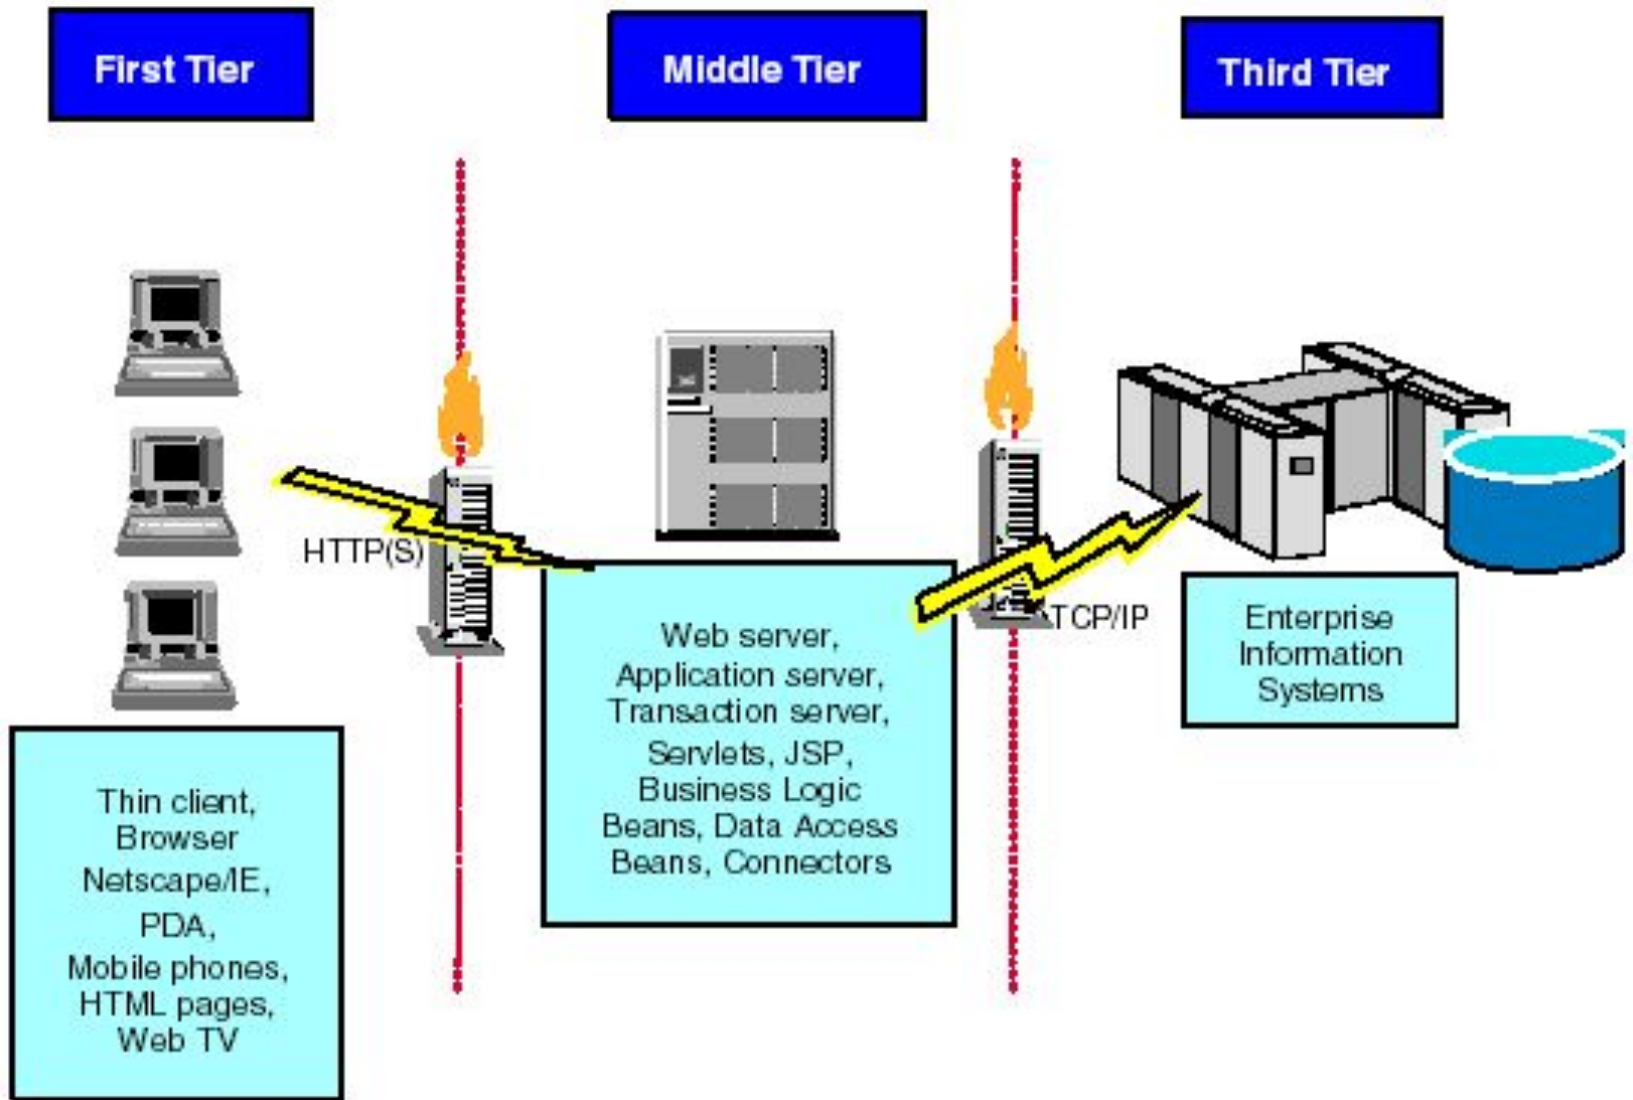 First Tier
Middle Tier
Third Tier
HTTP(S)
TCP/IP
Thin client,
Browser
Netscape/IE,
PDA,
Mobile phones,
HTML pages,
Web TV
Web server,
Application server,
Transaction server,
Servlets, JSP,
Business Logic
Beans, Data Access
Beans, Connectors
Enterprise
Information
Systems